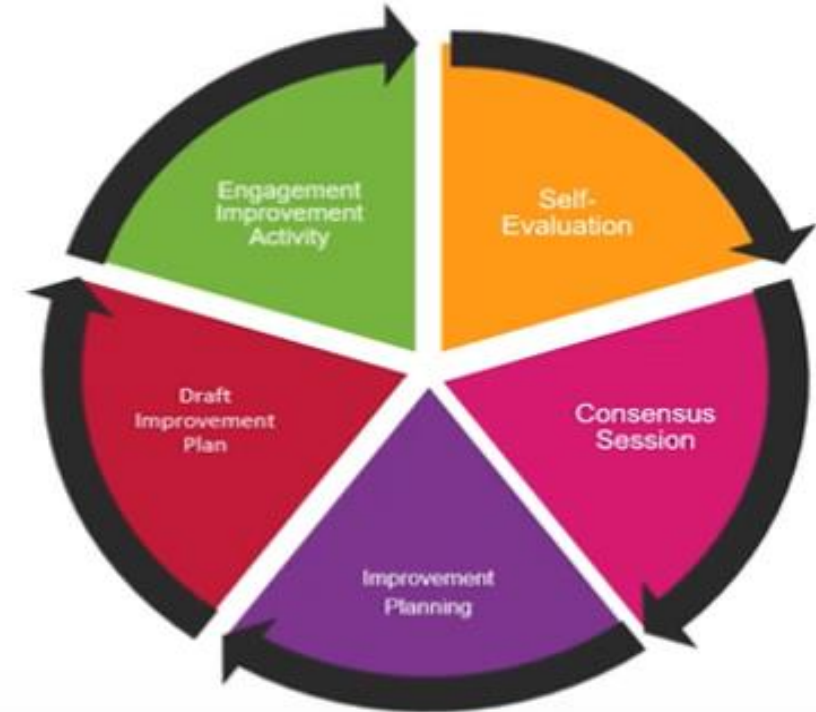 Engagement
Improvement
Activity
Self-
Evaluation
Consensus
Session
Improvement
Planning
Draft
Improvement
Plan